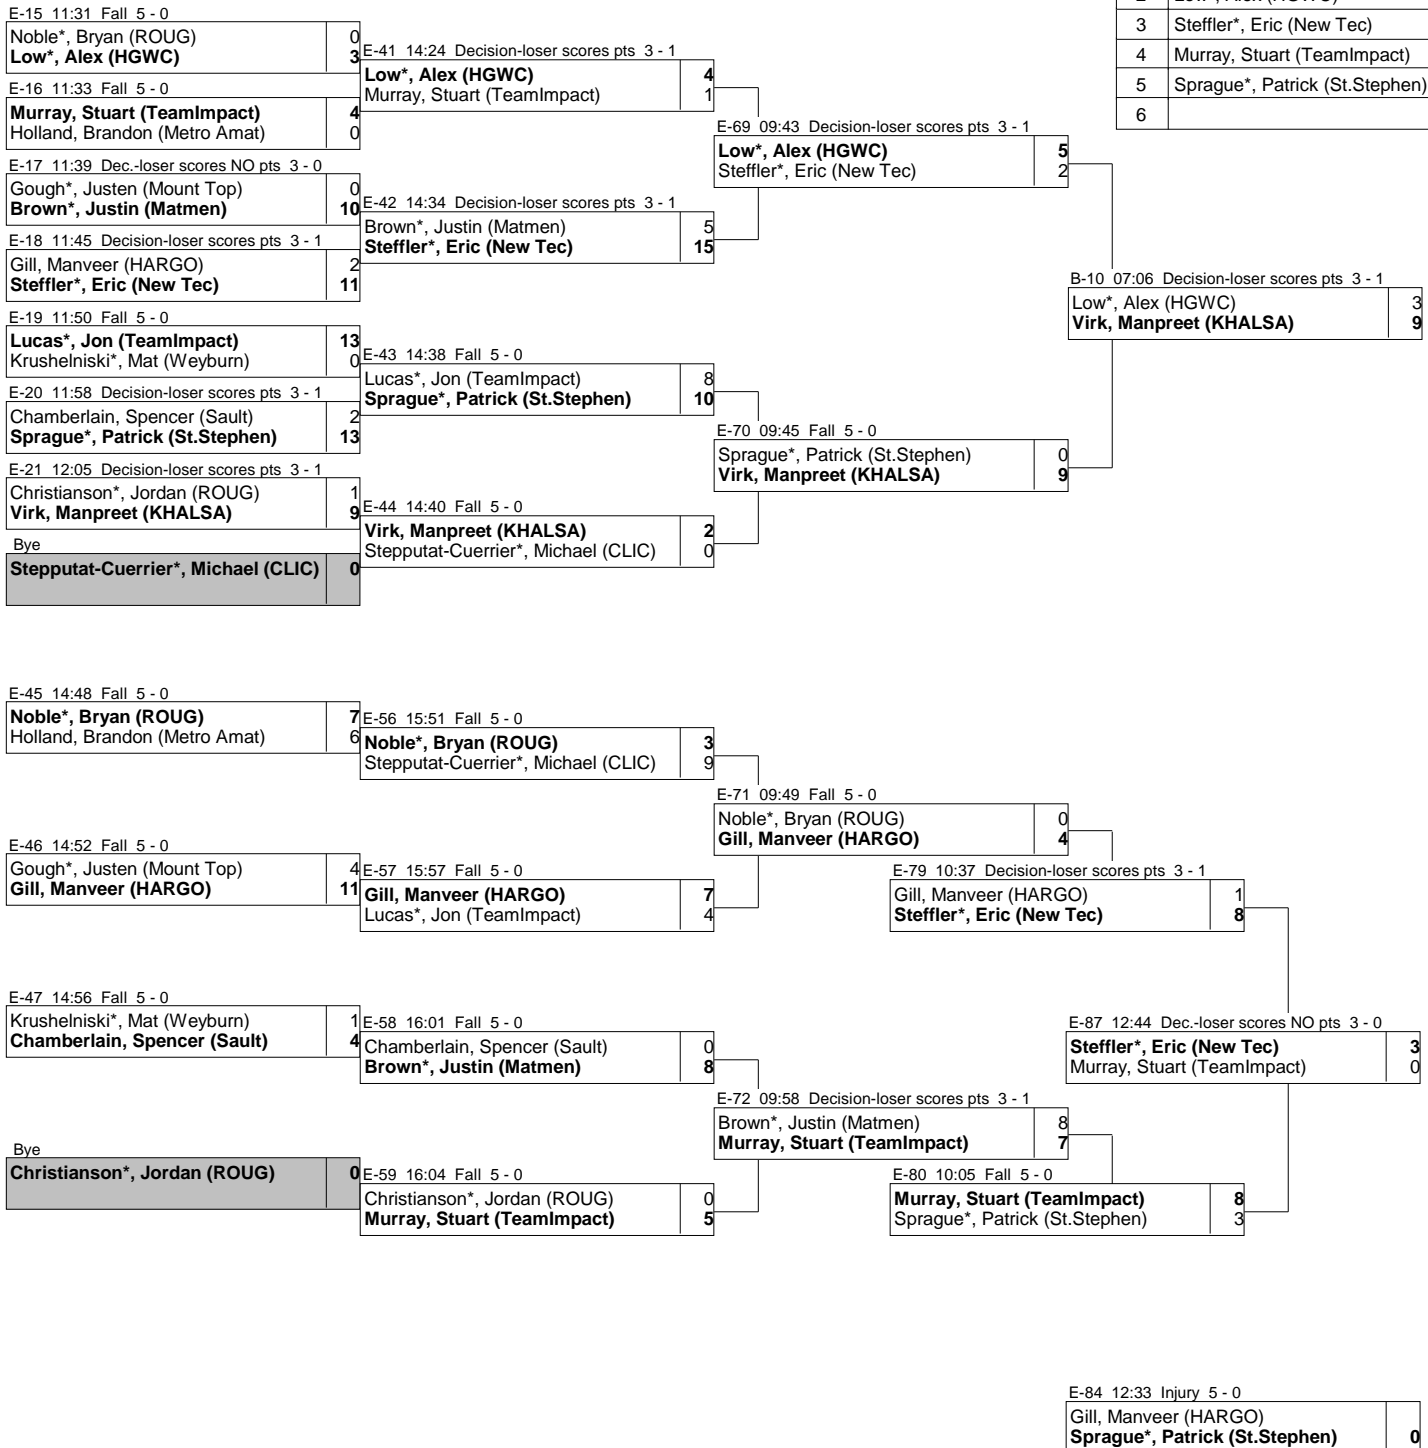 2 Low*, Alex (HGWC)
3 Steffler*, Eric (New Tec)
4 Murray, Stuart (TeamImpact)
5 Sprague*, Patrick (St.Stephen)
6
E-15 11:31 Fall 5 - 0
Noble*, Bryan (ROUG) 0
Low*, Alex (HGWC) 3
E-16 11:33 Fall 5 - 0
Murray, Stuart (TeamImpact) 4
Holland, Brandon (Metro Amat) 0
E-17 11:39 Dec.-loser scores NO pts 3 - 0
Gough*, Justen (Mount Top) 0
Brown*, Justin (Matmen) 10
E-18 11:45 Decision-loser scores pts 3 - 1
Gill, Manveer (HARGO) 2
Steffler*, Eric (New Tec) 11
E-19 11:50 Fall 5 - 0
Lucas*, Jon (TeamImpact) 13
Krushelniski*, Mat (Weyburn) 0
E-20 11:58 Decision-loser scores pts 3 - 1
Chamberlain, Spencer (Sault) 2
Sprague*, Patrick (St.Stephen) 13
E-21 12:05 Decision-loser scores pts 3 - 1
Christianson*, Jordan (ROUG) 1
Virk, Manpreet (KHALSA) 9
Bye
Stepputat-Cuerrier*, Michael (CLIC) 0
E-41 14:24 Decision-loser scores pts 3 - 1
Low*, Alex (HGWC) 4
Murray, Stuart (TeamImpact) 1
E-42 14:34 Decision-loser scores pts 3 - 1
Brown*, Justin (Matmen) 5
Steffler*, Eric (New Tec) 15
E-43 14:38 Fall 5 - 0
Lucas*, Jon (TeamImpact) 8
Sprague*, Patrick (St.Stephen) 10
E-44 14:40 Fall 5 - 0
Virk, Manpreet (KHALSA) 2
Stepputat-Cuerrier*, Michael (CLIC) 0
E-69 09:43 Decision-loser scores pts 3 - 1
Low*, Alex (HGWC) 5
Steffler*, Eric (New Tec) 2
E-70 09:45 Fall 5 - 0
Sprague*, Patrick (St.Stephen) 0
Virk, Manpreet (KHALSA) 9
B-10 07:06 Decision-loser scores pts 3 - 1
Low*, Alex (HGWC) 3
Virk, Manpreet (KHALSA) 9
E-45 14:48 Fall 5 - 0
Noble*, Bryan (ROUG) 7
Holland, Brandon (Metro Amat) 6
E-46 14:52 Fall 5 - 0
Gough*, Justen (Mount Top) 4
Gill, Manveer (HARGO) 11
E-47 14:56 Fall 5 - 0
Krushelniski*, Mat (Weyburn) 1
Chamberlain, Spencer (Sault) 4
Bye
Christianson*, Jordan (ROUG) 0
E-56 15:51 Fall 5 - 0
Noble*, Bryan (ROUG) 3
Stepputat-Cuerrier*, Michael (CLIC) 9
E-57 15:57 Fall 5 - 0
Gill, Manveer (HARGO) 7
Lucas*, Jon (TeamImpact) 4
E-58 16:01 Fall 5 - 0
Chamberlain, Spencer (Sault) 0
Brown*, Justin (Matmen) 8
E-59 16:04 Fall 5 - 0
Christianson*, Jordan (ROUG) 0
Murray, Stuart (TeamImpact) 5
E-71 09:49 Fall 5 - 0
Noble*, Bryan (ROUG) 0
Gill, Manveer (HARGO) 4
E-72 09:58 Decision-loser scores pts 3 - 1
Brown*, Justin (Matmen) 8
Murray, Stuart (TeamImpact) 7
E-79 10:37 Decision-loser scores pts 3 - 1
Gill, Manveer (HARGO) 1
Steffler*, Eric (New Tec) 8
E-80 10:05 Fall 5 - 0
Murray, Stuart (TeamImpact) 8
Sprague*, Patrick (St.Stephen) 3
E-87 12:44 Dec.-loser scores NO pts 3 - 0
Steffler*, Eric (New Tec) 3
Murray, Stuart (TeamImpact) 0
E-84 12:33 Injury 5 - 0
Gill, Manveer (HARGO)
Sprague*, Patrick (St.Stephen) 0